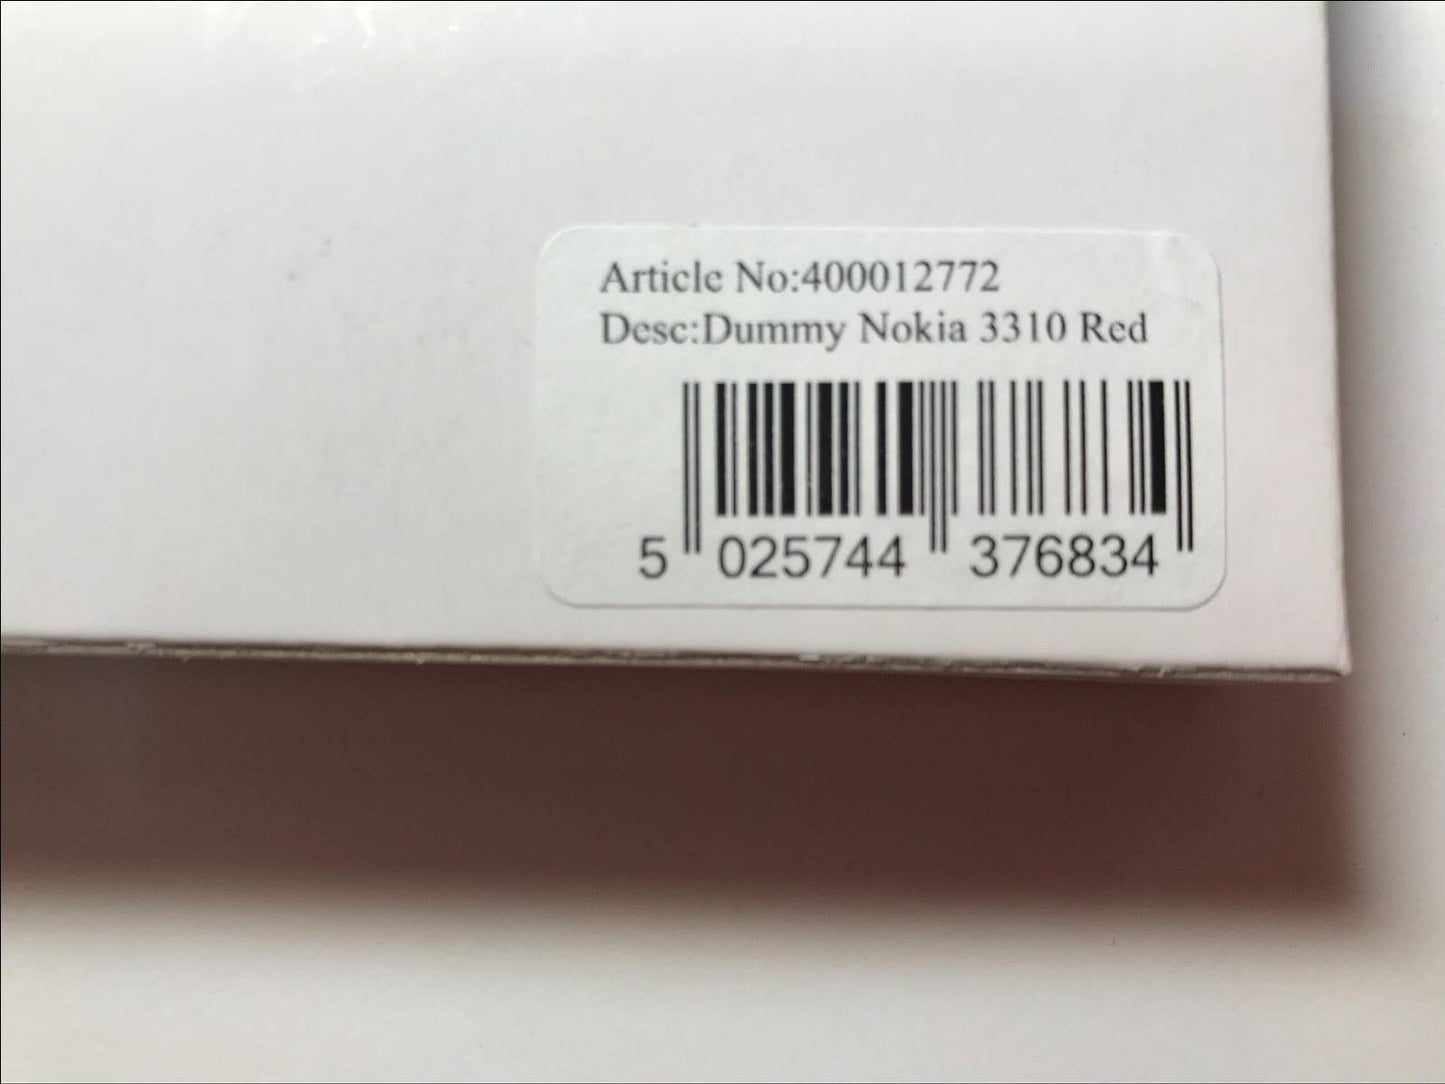 Article No:400012772
Desc:Dummy Nokia 3310 Red
5 025744 376834